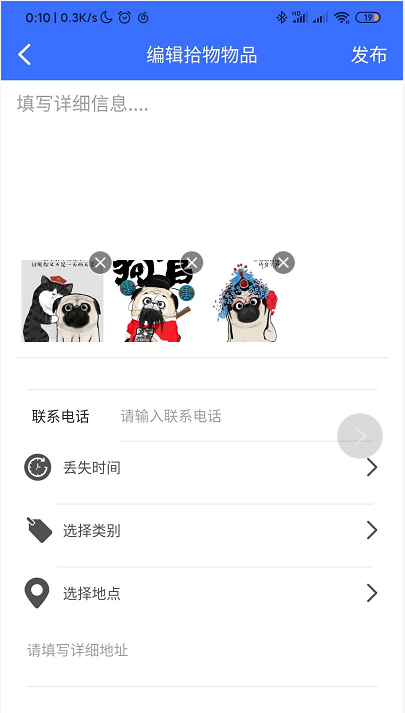 0:10 | 0.3K/s
19
编辑拾物物品
发布
填写详细信息....
联系电话
请输入联系电话
丢失时间
选择类别
选择地点
请填写详细地址